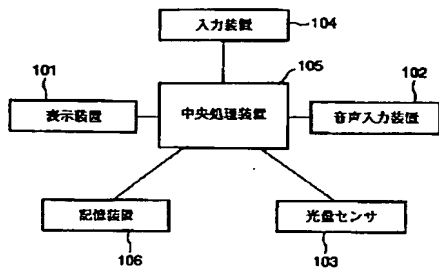 入力装置
104
105
101
102
表示装置
中央処理装置
音声入力装置
記憶装置
光量センサ
106
103